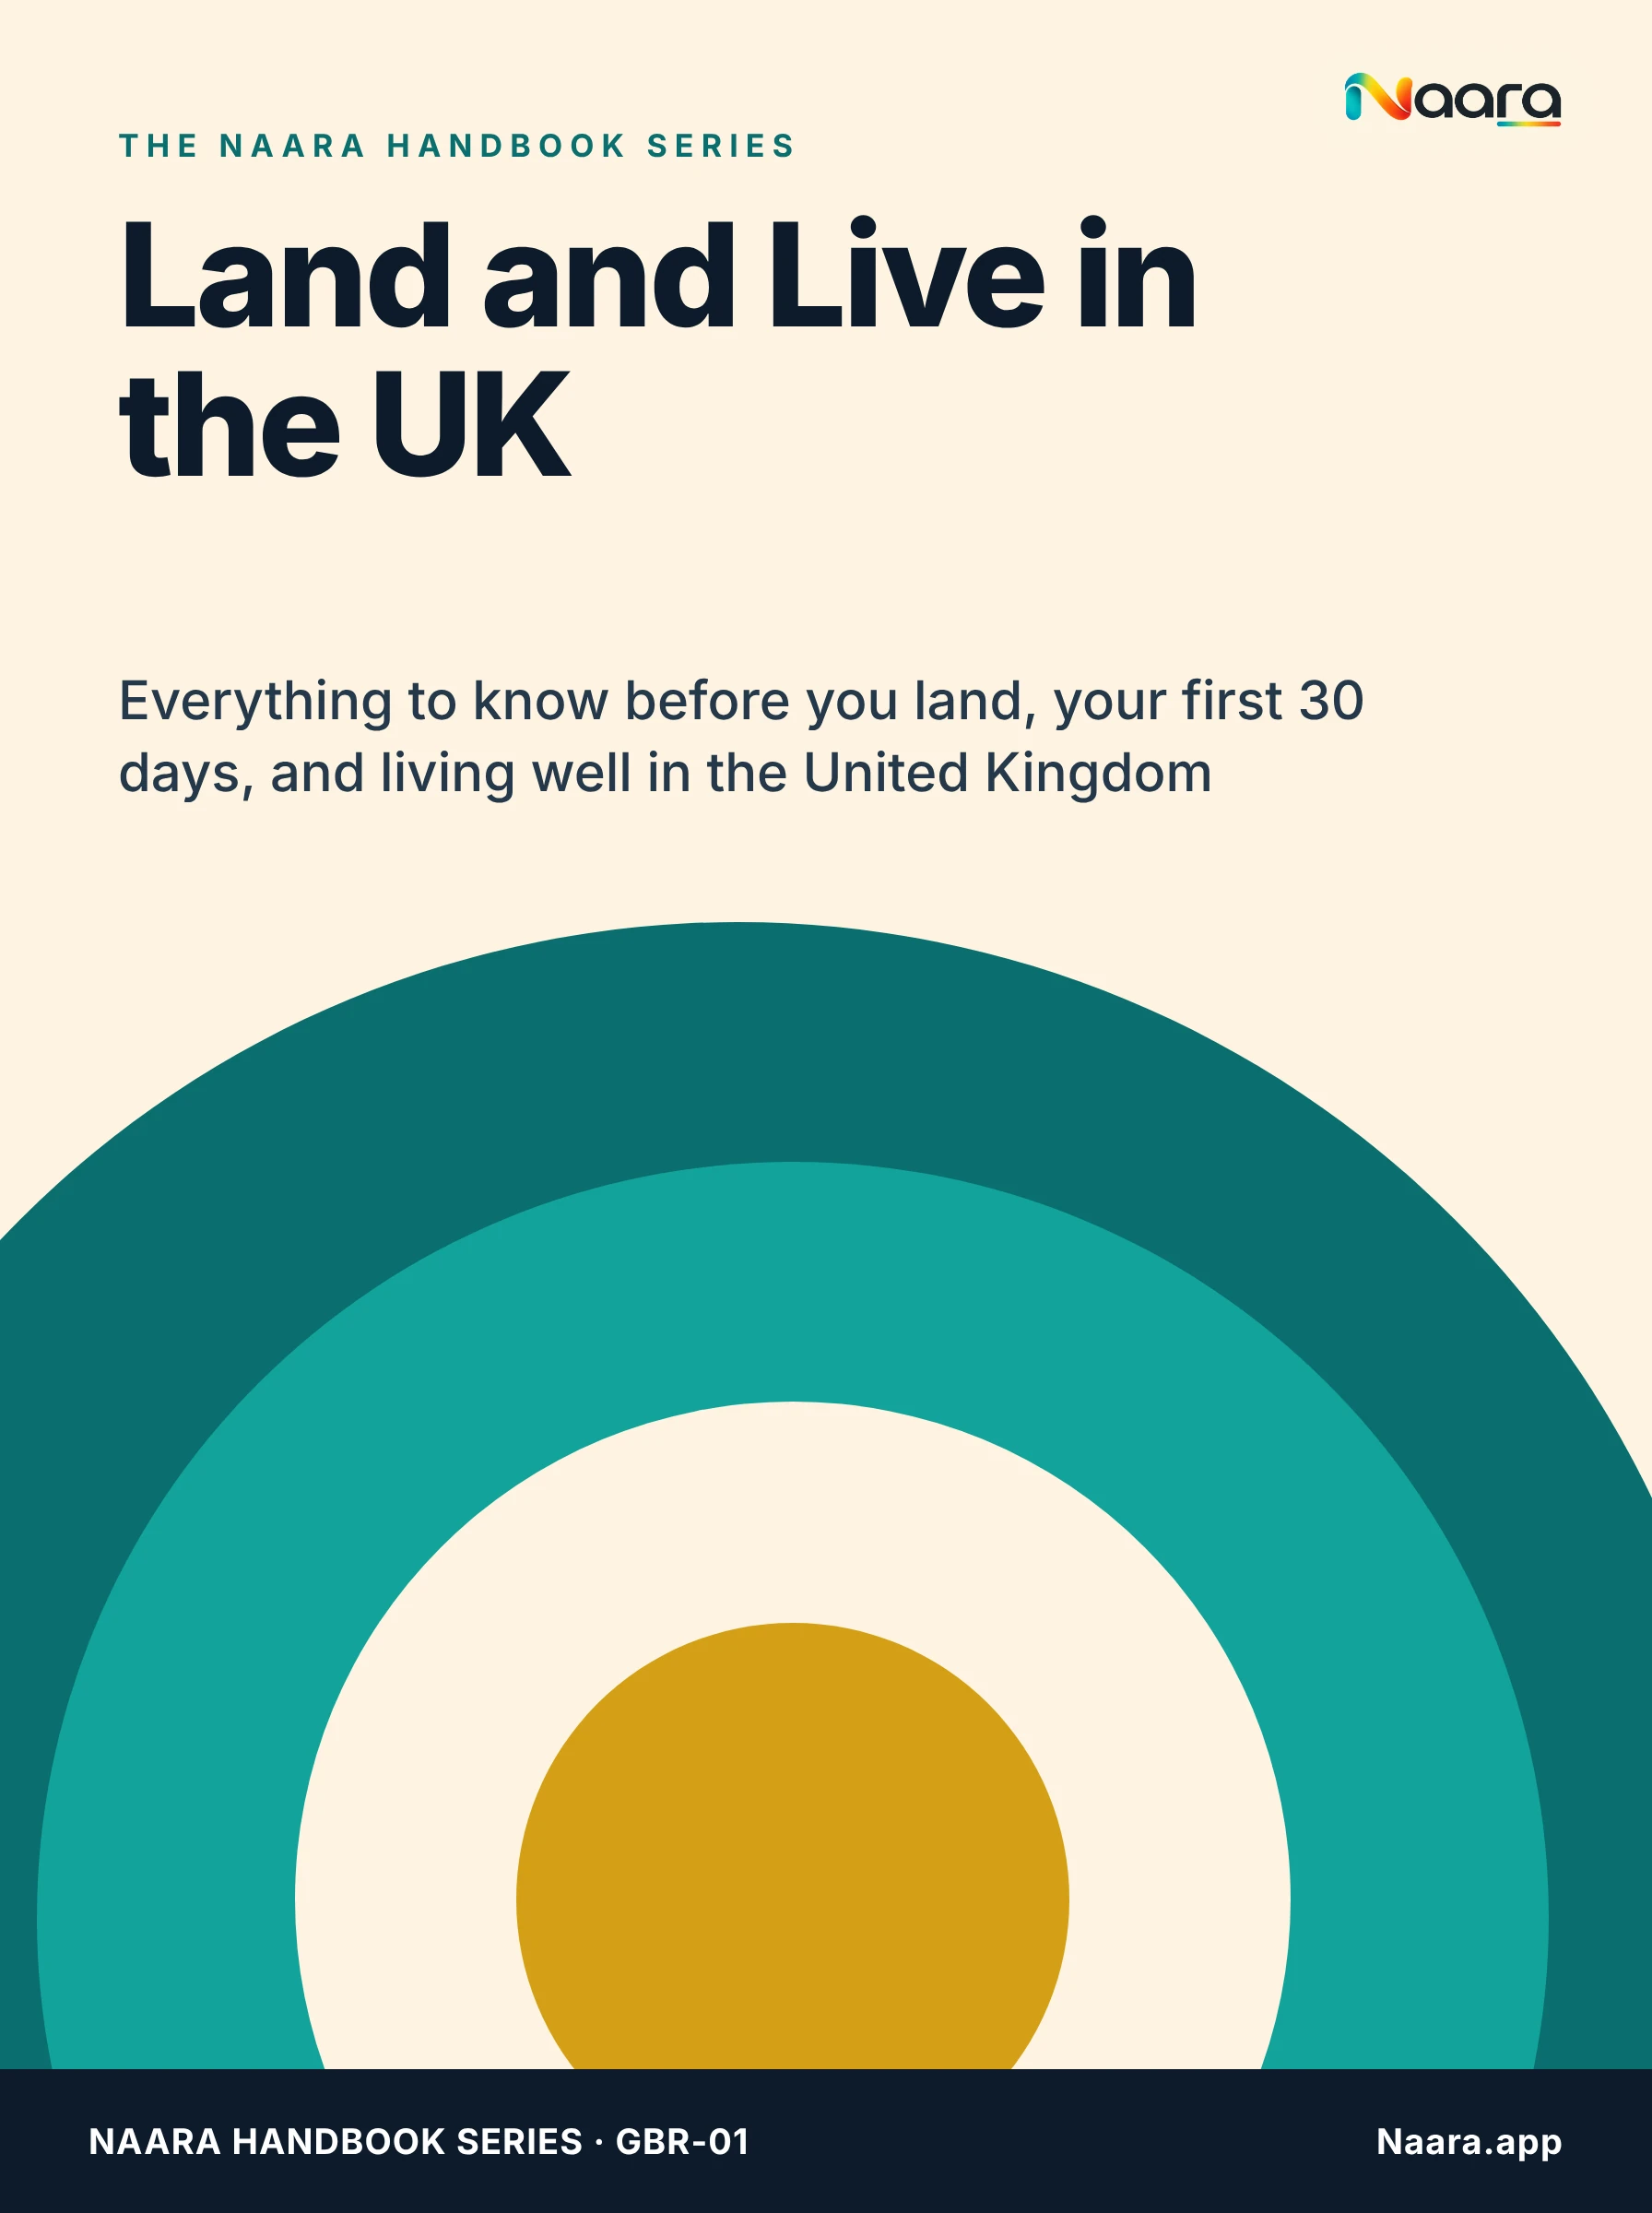 Naara
THE NAARA HANDBOOK SERIES
Land and Live in
the UK
Everything to know before you land, your first 30
days, and living well in the United Kingdom
NAARA HANDBOOK SERIES · GBR-01
Naara.app